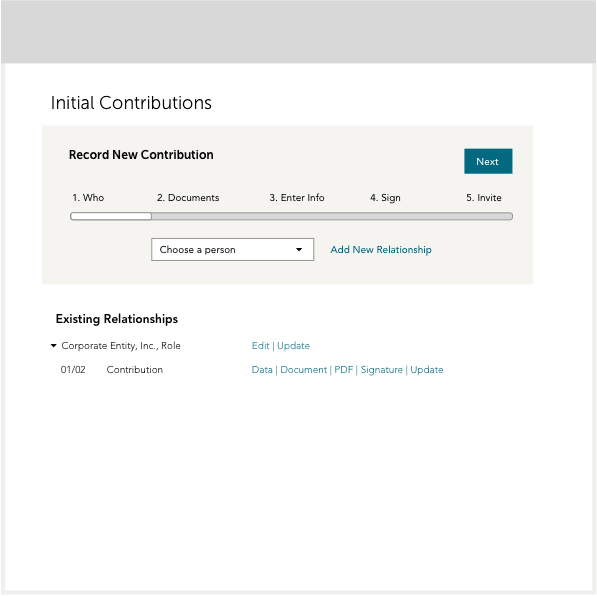 Initial Contributions
Record New Contribution
Next
1. Who 2. Documents 3. Enter Info 4. Sign 5. Invite
Choose a person Add New Relationship
Existing Relationships
Corporate Entity, Inc., Role Edit | Update
01/02 Contribution Data | Document | PDF | Signature | Update